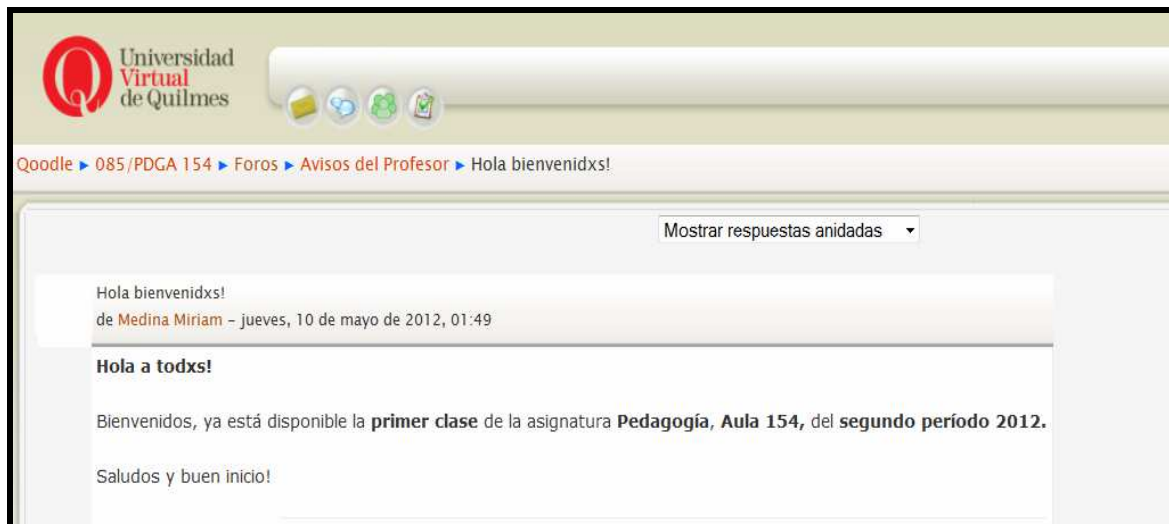 Universidad
Virtual
de Quilmes
Qoodle ► 085/PDGA 154 ► Foros ► Avisos del Profesor ► Hola bienvenidxs!
Mostrar respuestas anidadas
Hola bienvenidxs!
de Medina Miriam – jueves, 10 de mayo de 2012, 01:49
Hola a todxs!
Bienvenidos, ya está disponible la primer clase de la asignatura Pedagogía, Aula 154, del segundo período 2012.
Saludos y buen inicio!